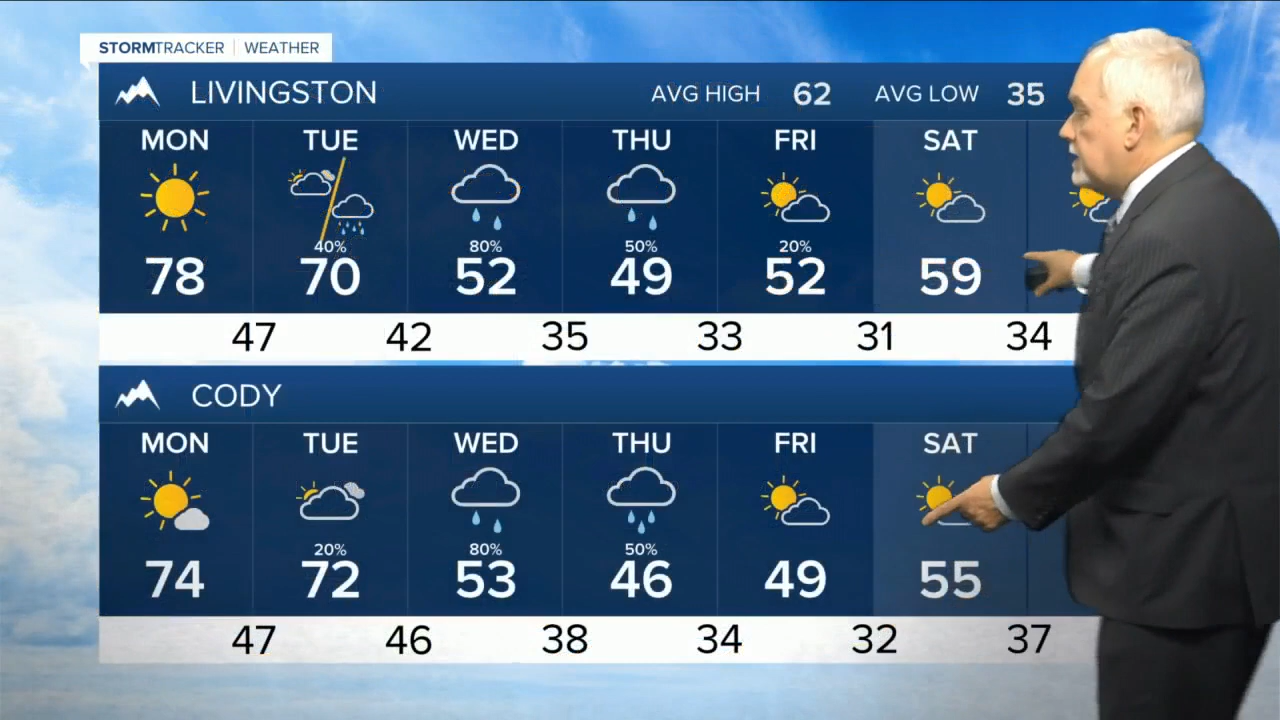 STORMTRACKER | WEATHER
LIVINGSTON AVG HIGH 62 AVG LOW 35
MON TUE WED THU FRI SAT
40% 80% 50% 20%
78 70 52 49 52 59
47 42 35 33 31 34
CODY
MON TUE WED THU FRI SAT
20% 80% 50%
74 72 53 46 49 55
47 46 38 34 32 37